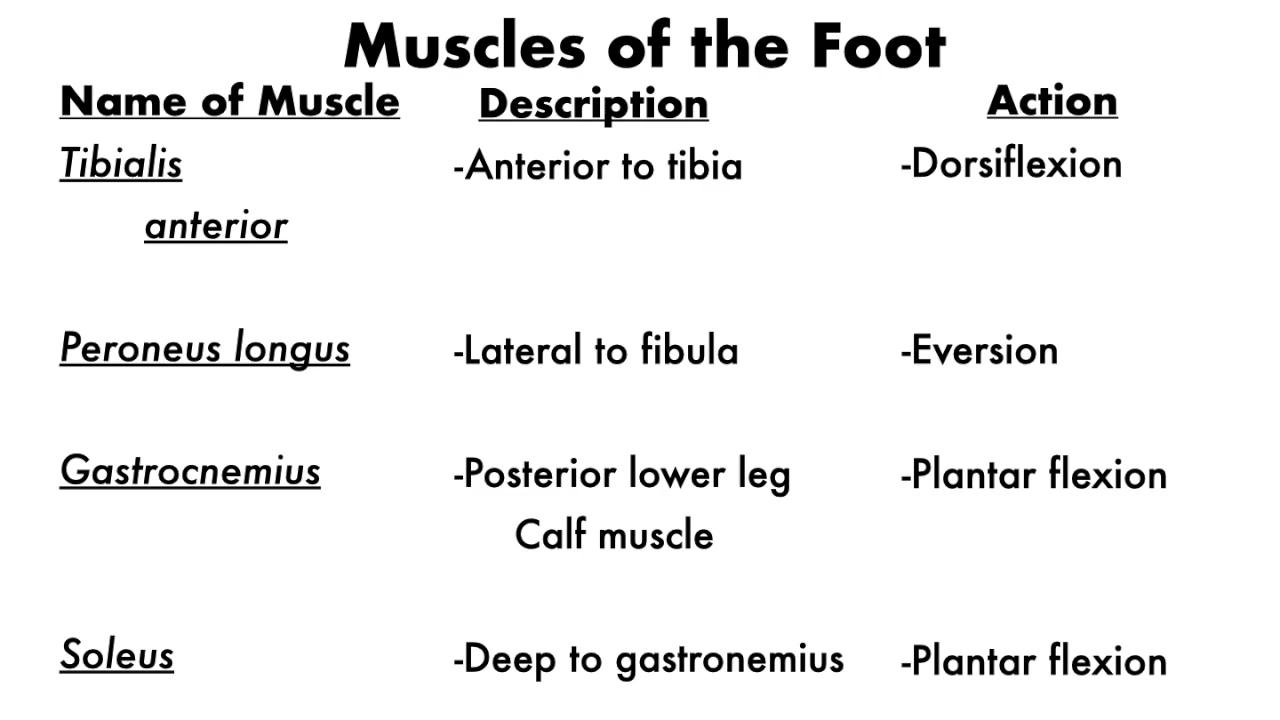 Muscles of the Foot
Name of Muscle Description Action
Tibialis -Anterior to tibia -Dorsiflexion
anterior
Peroneus longus -Lateral to fibula -Eversion
Gastrocnemius -Posterior lower leg -Plantar flexion
Calf muscle
Soleus -Deep to gastronemius -Plantar flexion